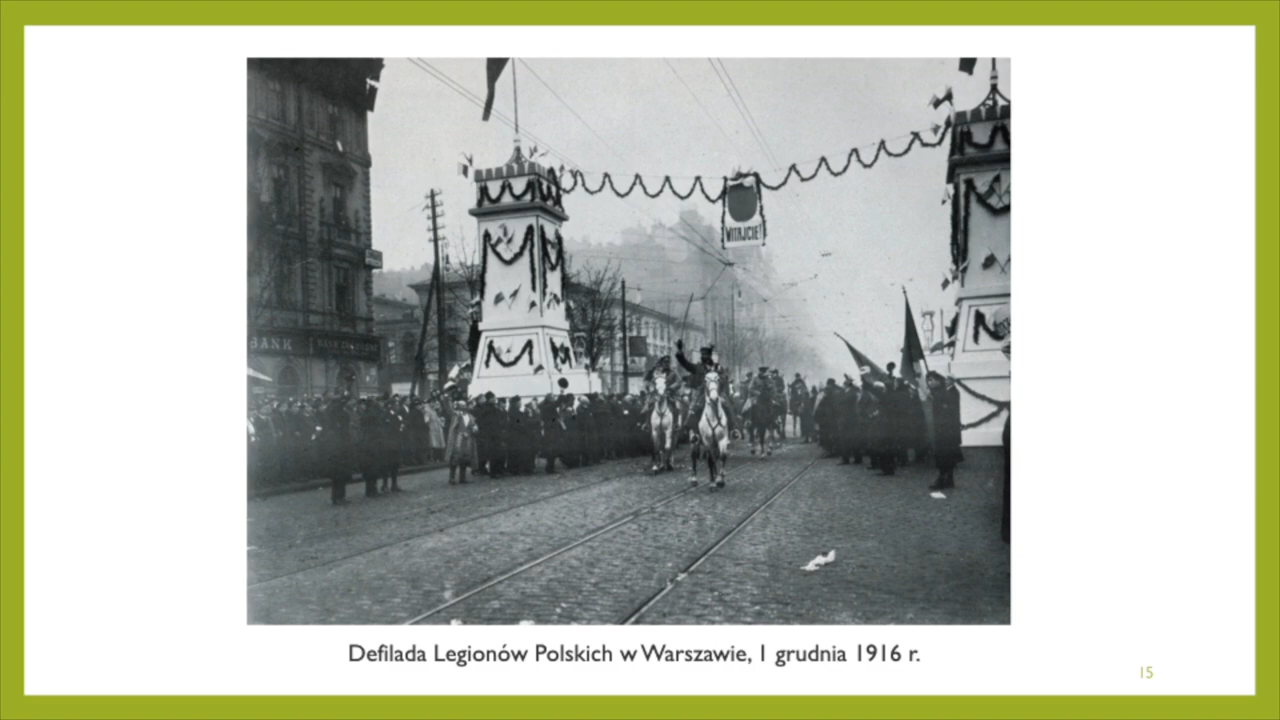 WITAJCIE!
BANK
Defilada Legionów Polskich w Warszawie, 1 grudnia 1916 r.
15